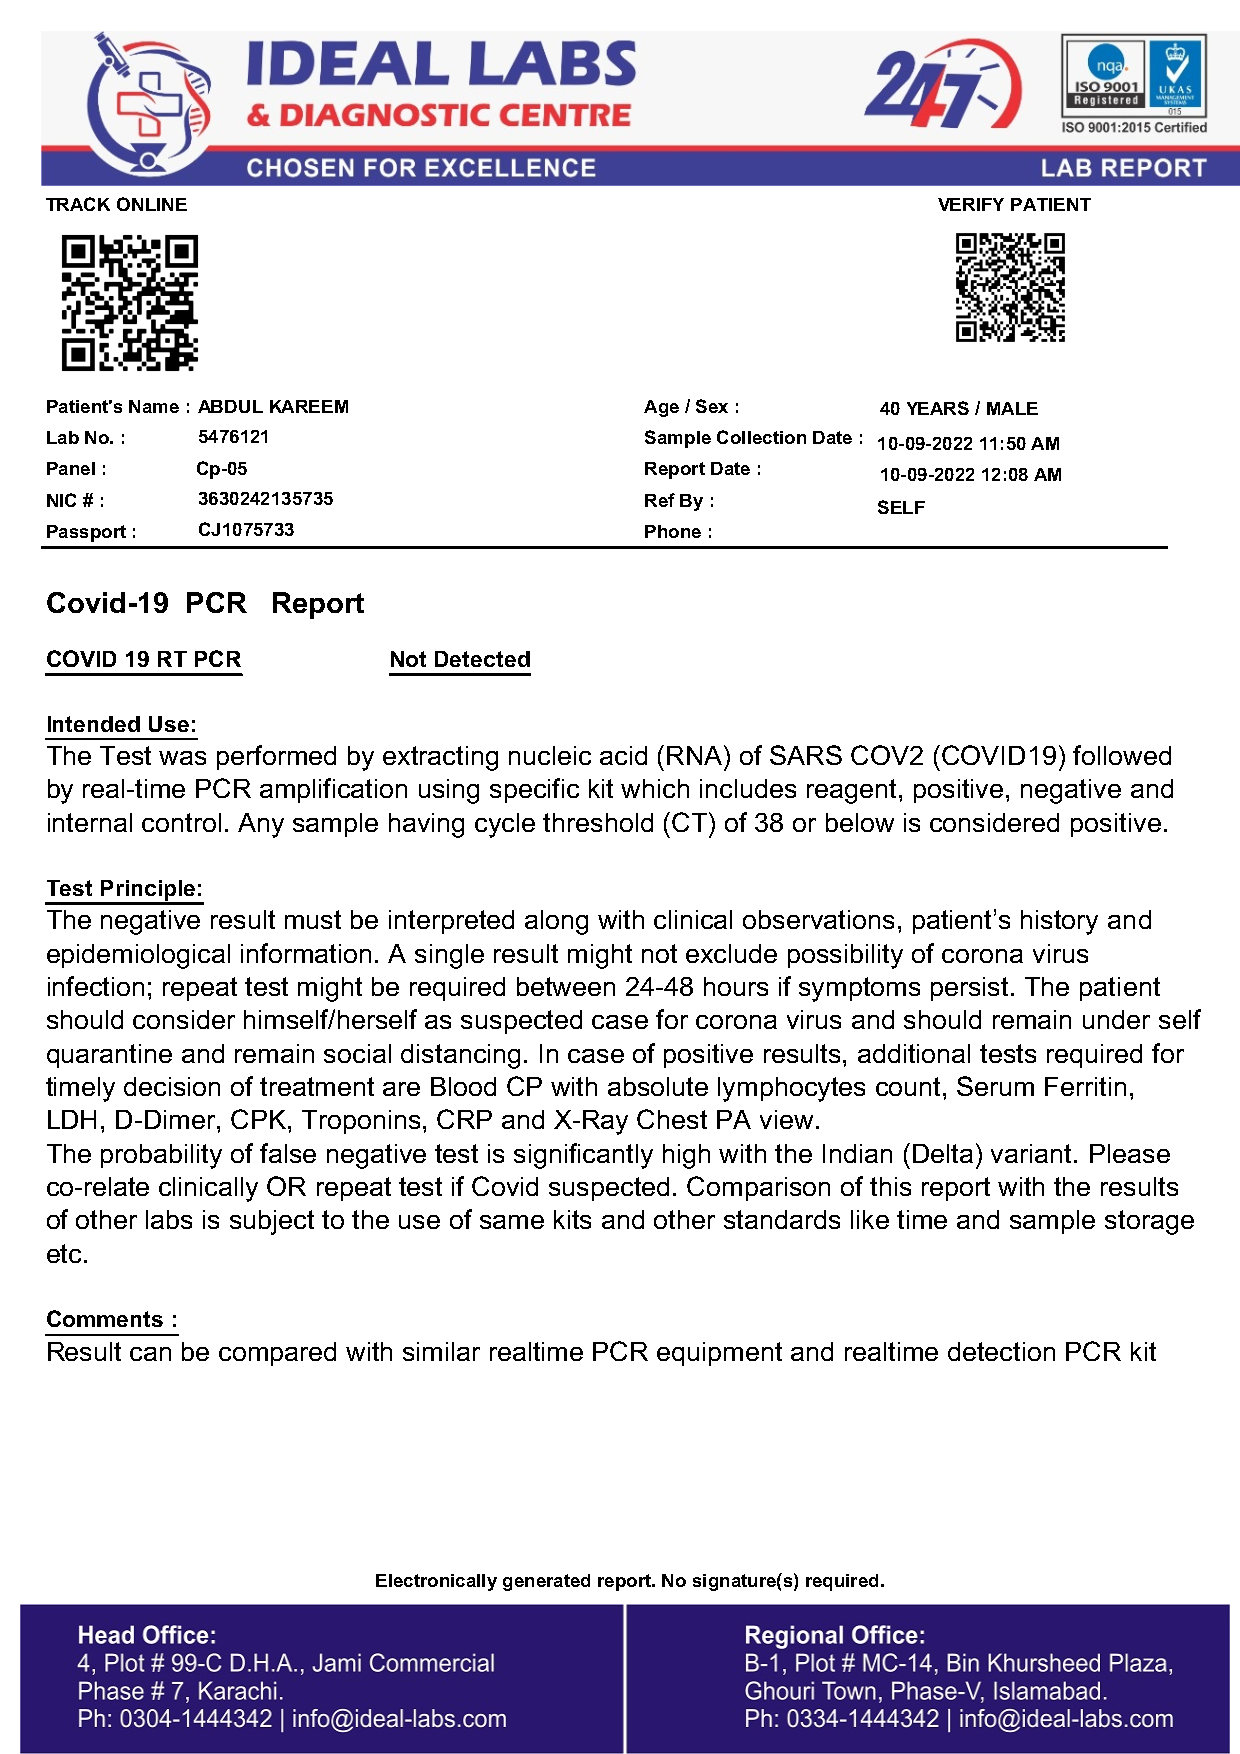 IDEAL LABS
& DIAGNOSTIC CENTRE
24/7
nqa.
ISO 9001
Registered
UKAS
MANAGEMENT
SYSTEMS
015
ISO 9001:2015 Certified
CHOSEN FOR EXCELLENCE LAB REPORT
TRACK ONLINE VERIFY PATIENT
Patient's Name : ABDUL KAREEM Age / Sex : 40 YEARS / MALE
Lab No. : 5476121 Sample Collection Date : 10-09-2022 11:50 AM
Panel : Cp-05 Report Date : 10-09-2022 12:08 AM
NIC # : 3630242135735 Ref By : SELF
Passport : CJ1075733 Phone :
Covid-19 PCR Report
COVID 19 RT PCR Not Detected
Intended Use:
The Test was performed by extracting nucleic acid (RNA) of SARS COV2 (COVID19) followed
by real-time PCR amplification using specific kit which includes reagent, positive, negative and
internal control. Any sample having cycle threshold (CT) of 38 or below is considered positive.
Test Principle:
The negative result must be interpreted along with clinical observations, patient’s history and
epidemiological information. A single result might not exclude possibility of corona virus
infection; repeat test might be required between 24-48 hours if symptoms persist. The patient
should consider himself/herself as suspected case for corona virus and should remain under self
quarantine and remain social distancing. In case of positive results, additional tests required for
timely decision of treatment are Blood CP with absolute lymphocytes count, Serum Ferritin,
LDH, D-Dimer, CPK, Troponins, CRP and X-Ray Chest PA view.
The probability of false negative test is significantly high with the Indian (Delta) variant. Please
co-relate clinically OR repeat test if Covid suspected. Comparison of this report with the results
of other labs is subject to the use of same kits and other standards like time and sample storage
etc.
Comments :
Result can be compared with similar realtime PCR equipment and realtime detection PCR kit
Electronically generated report. No signature(s) required.
Head Office: Regional Office:
4, Plot # 99-C D.H.A., Jami Commercial B-1, Plot # MC-14, Bin Khursheed Plaza,
Phase # 7, Karachi. Ghouri Town, Phase-V, Islamabad.
Ph: 0304-1444342 | info@ideal-labs.com Ph: 0334-1444342 | info@ideal-labs.com